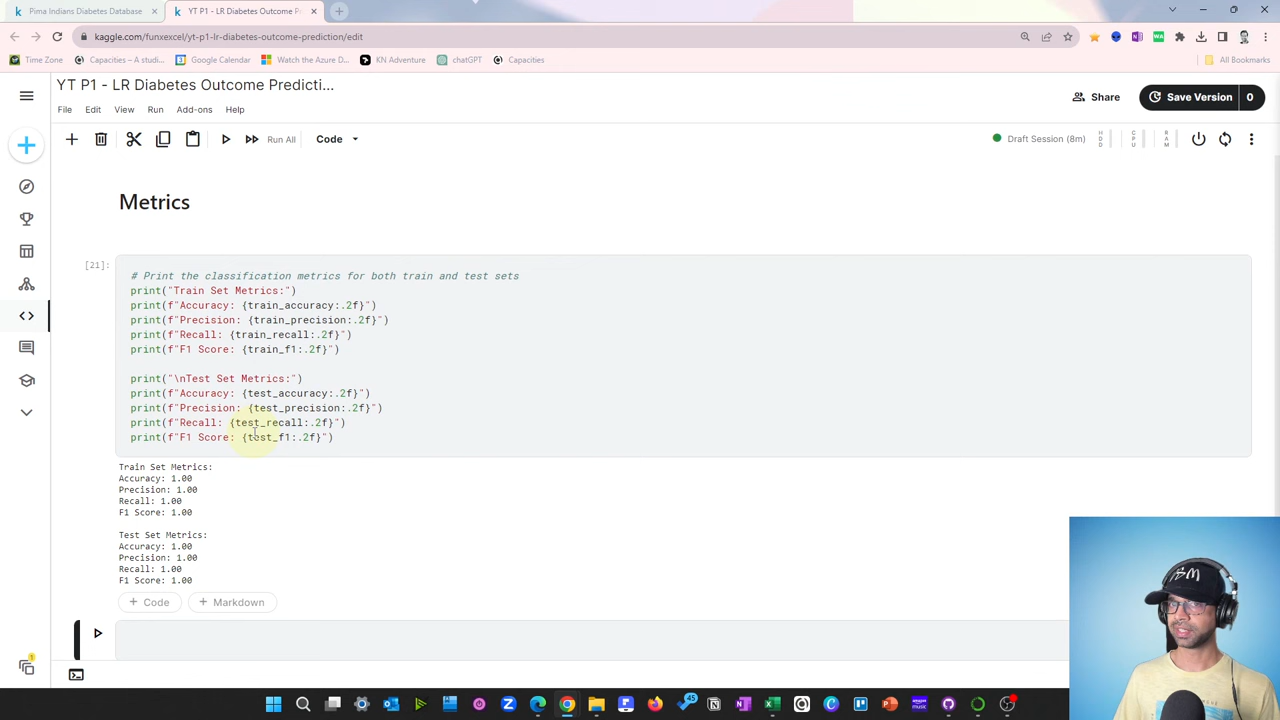 Pima Indians Diabetes Database
YT P1 - LR Diabetes Outcome Pr
kaggle.com/funxexcel/yt-p1-lr-diabetes-outcome-prediction/edit
Time Zone
Capacities – A studi...
Google Calendar
Watch the Azure D...
KN Adventure
chatGPT
Capacities
All Bookmarks
YT P1 - LR Diabetes Outcome Predicti...
File Edit View Run Add-ons Help
Share
Save Version 0
Run All
Code
Draft Session (8m)
HDD
CPU
RAM
Metrics
[21]:
# Print the classification metrics for both train and test sets
print("Train Set Metrics:")
print(f"Accuracy: {train_accuracy:.2f}")
print(f"Precision: {train_precision:.2f}")
print(f"Recall: {train_recall:.2f}")
print(f"F1 Score: {train_f1:.2f}")
print("\nTest Set Metrics:")
print(f"Accuracy: {test_accuracy:.2f}")
print(f"Precision: {test_precision:.2f}")
print(f"Recall: {test_recall:.2f}")
print(f"F1 Score: {test_f1:.2f}")
Train Set Metrics:
Accuracy: 1.00
Precision: 1.00
Recall: 1.00
F1 Score: 1.00
Test Set Metrics:
Accuracy: 1.00
Precision: 1.00
Recall: 1.00
F1 Score: 1.00
+ Code
+ Markdown
1
45